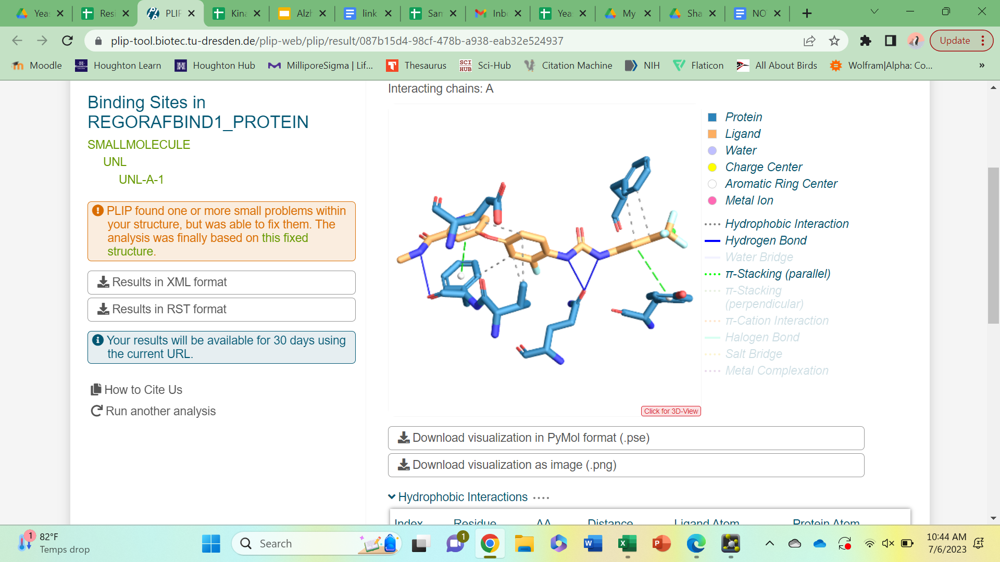 Yea
Resi
PLIP
Kina
Alzh
link
San
Inbo
Yea
My
Sha
NO
plip-tool.biotec.tu-dresden.de/plip-web/plip/result/087b15d4-98cf-478b-a938-eab32e524937
Update
Moodle
Houghton Learn
Houghton Hub
MilliporeSigma | Lif...
Thesaurus
SCI HUB Sci-Hub
Citation Machine
NIH
Flaticon
All About Birds
Wolfram|Alpha: Co...
»
Interacting chains: A
Binding Sites in
REGORAFBIND1_PROTEIN
SMALLMOLECULE
UNL
UNL-A-1
PLIP found one or more small problems within
your structure, but was able to fix them. The
analysis was finally based on this fixed
structure.
Results in XML format
Results in RST format
Your results will be available for 30 days using
the current URL.
How to Cite Us
Run another analysis
Protein
Ligand
Water
Charge Center
Aromatic Ring Center
Metal Ion
Hydrophobic Interaction
Hydrogen Bond
Water Bridge
π-Stacking (parallel)
π-Stacking
(perpendicular)
π-Cation Interaction
Halogen Bond
Salt Bridge
Metal Complexation
Click for 3D-View
Download visualization in PyMol format (.pse)
Download visualization as image (.png)
Hydrophobic Interactions
Index Residue AA Distance Ligand Atom Protein Atom
1
82°F
Temps drop
Search
1
10:44 AM
7/6/2023